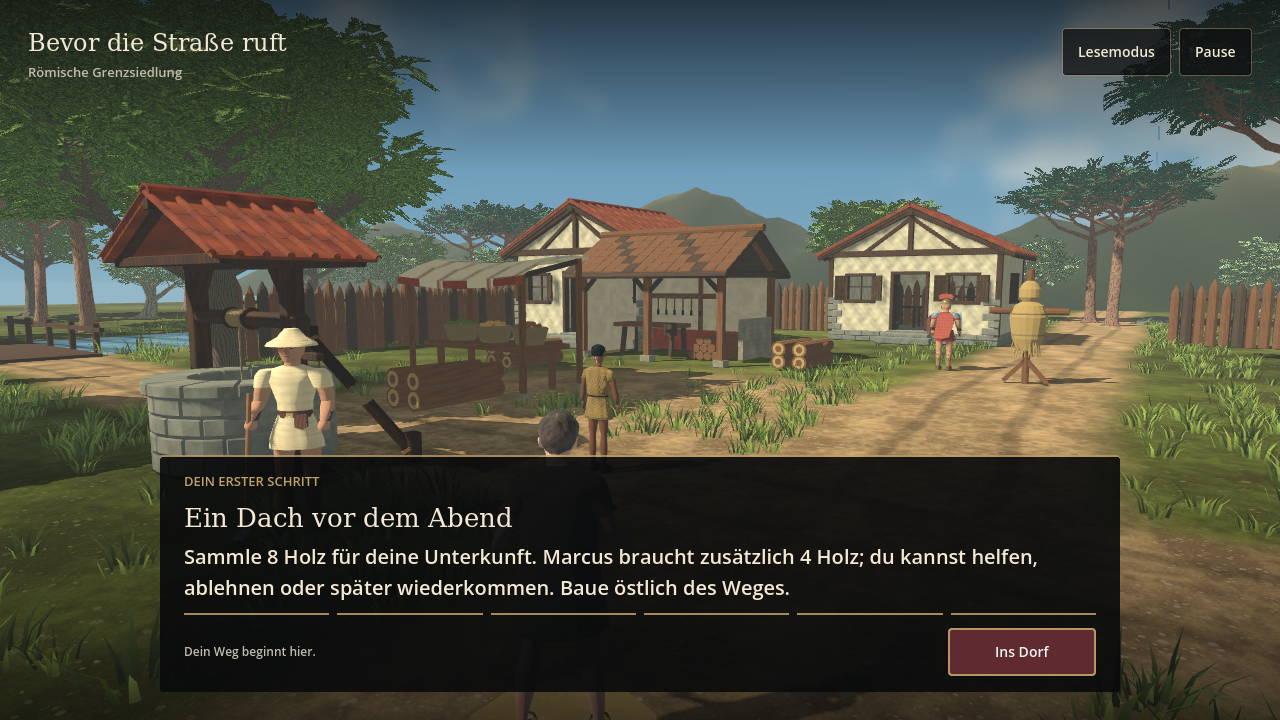 Bevor die Straße ruft
Römische Grenzsiedlung
Lesemodus
Pause
DEIN ERSTER SCHRITT
Ein Dach vor dem Abend
Sammle 8 Holz für deine Unterkunft. Marcus braucht zusätzlich 4 Holz; du kannst helfen,
ablehnen oder später wiederkommen. Baue östlich des Weges.
Dein Weg beginnt hier.
Ins Dorf